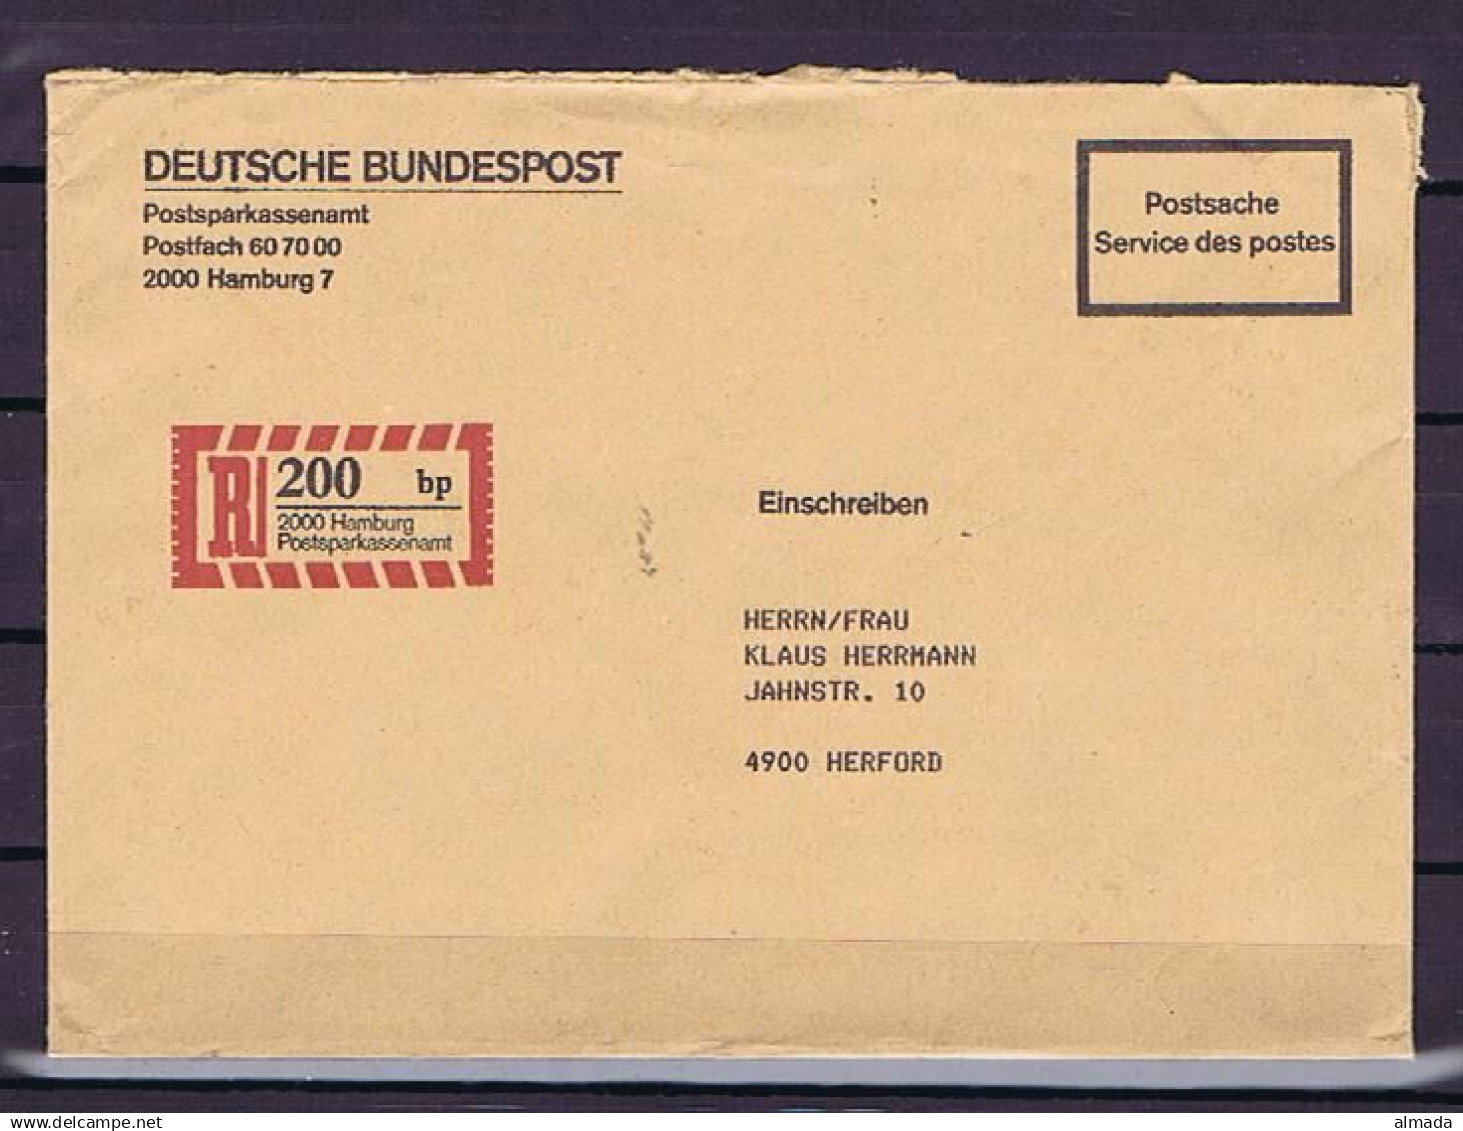 DEUTSCHE BUNDESPOST
Postsparkassenamt
Postfach 60 70 00
2000 Hamburg 7
Postsache
Service des postes
R 200 bp
2000 Hamburg
Postsparkassenamt
Einschreiben
HERRN/FRAU
KLAUS HERRMANN
JAHNSTR. 10
4900 HERFORD
almada